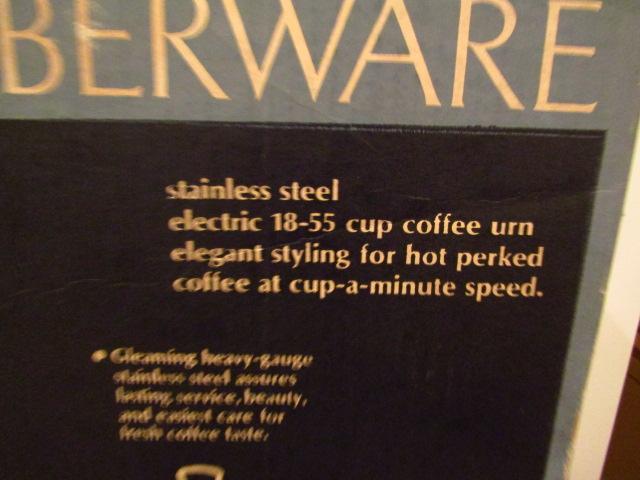 BERWARE
stainless steel
electric 18-55 cup coffee urn
elegant styling for hot perked
coffee at cup-a-minute speed.
• Gleaming heavy-gauge
stainless steel assures
lasting service, beauty,
and easiest care for
fresh coffee taste.